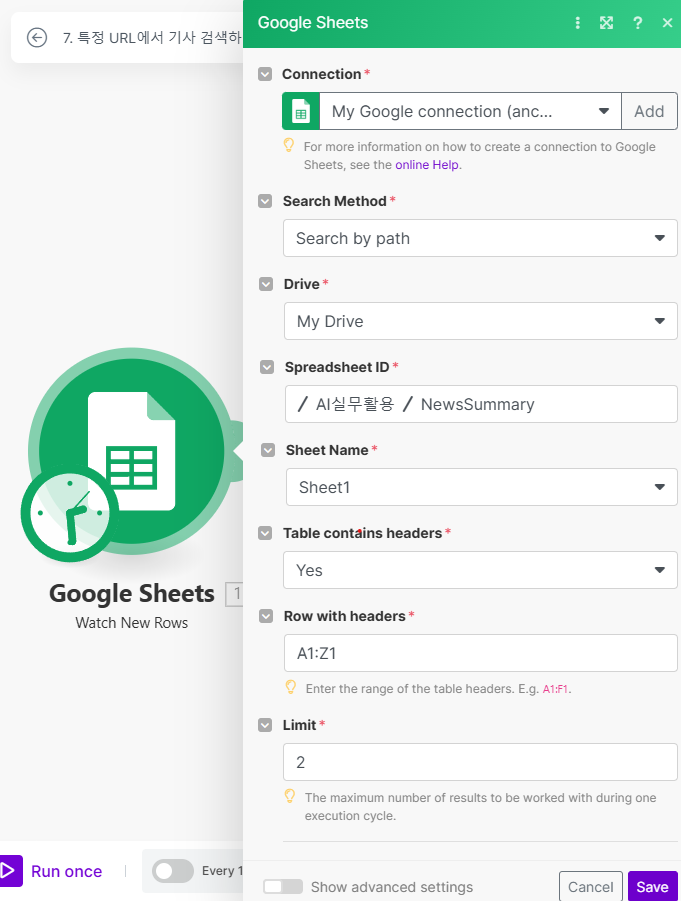 Google Sheets
?
7. 특정 URL에서 기사 검색하
Connection *
My Google connection (anc...
Add
For more information on how to create a connection to Google
Sheets, see the online Help.
Search Method *
Search by path
Drive *
My Drive
Spreadsheet ID *
/ AI실무활용 / NewsSummary
Sheet Name *
Sheet1
Table contains headers *
Yes
Row with headers *
A1:Z1
Enter the range of the table headers. E.g. A1:F1.
Limit *
2
The maximum number of results to be worked with during one
execution cycle.
Google Sheets 1
Watch New Rows
Run once
Every 1
Show advanced settings
Cancel
Save